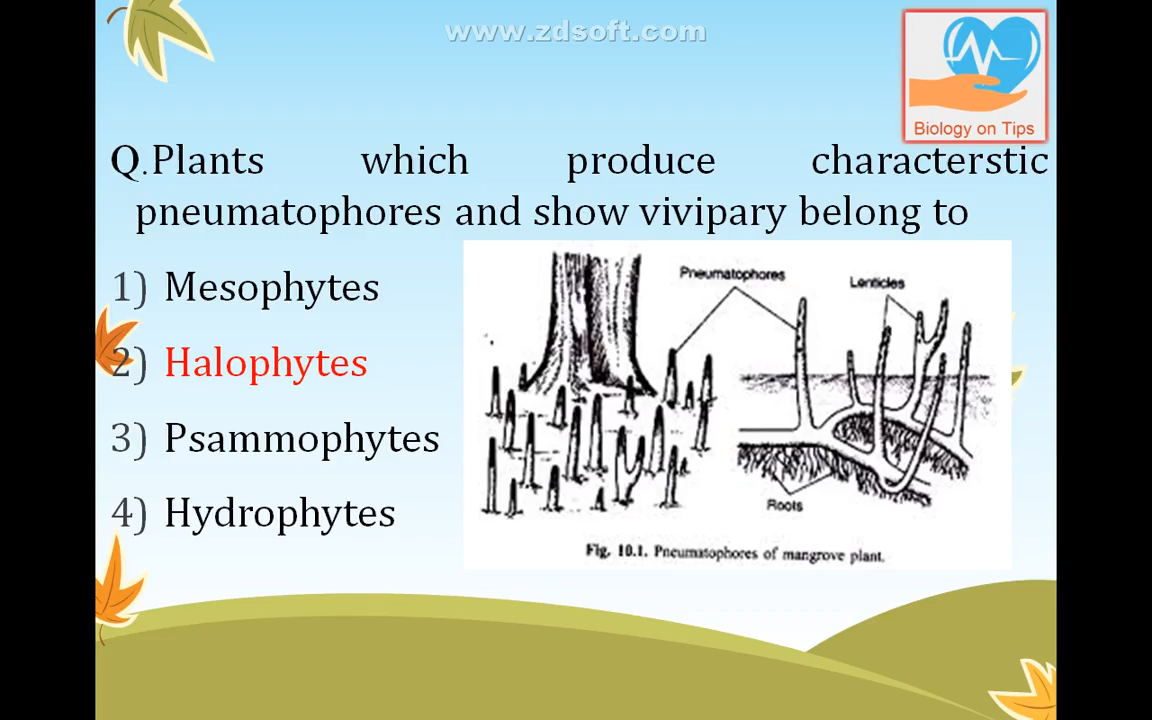 www.zdsoft.com
Biology on Tips
Q.Plants which produce characterstic
pneumatophores and show vivipary belong to
1) Mesophytes
2) Halophytes
3) Psammophytes
4) Hydrophytes
Pneumatophores
Lenticles
Roots
Fig. 10.1. Pneumatophores of mangrove plant.